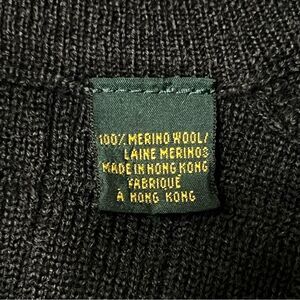 100% MERINO WOOL/
LAINE MERINOS
MADE IN HONG KONG
FABRIQUÉ
À HONG KONG